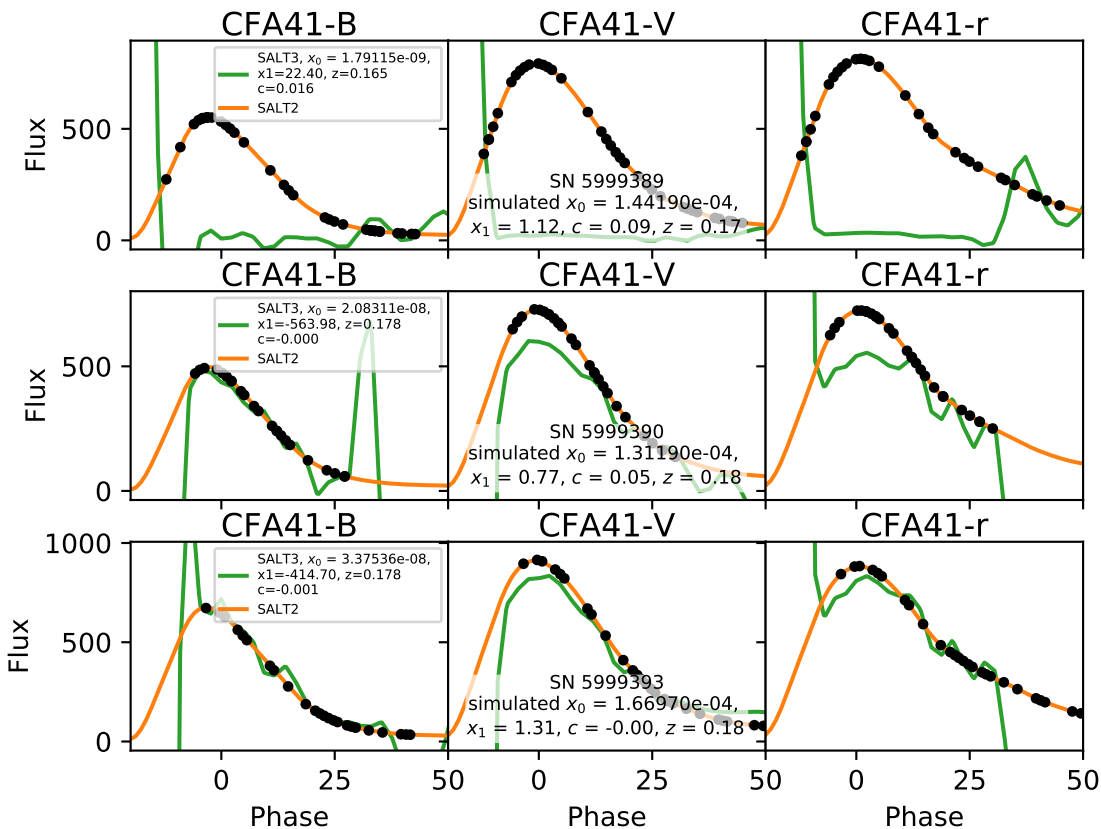 CFA41-B CFA41-V CFA41-r
SALT3, x₀ = 1.79115e-09,
x1=22.40, z=0.165
c=0.016
SALT2
500
0
Flux
SN 5999389
simulated x₀ = 1.44190e-04,
x₁ = 1.12, c = 0.09, z = 0.17
CFA41-B CFA41-V CFA41-r
SALT3, x₀ = 2.08311e-08,
x1=-563.98, z=0.178
c=-0.000
SALT2
500
0
Flux
SN 5999390
simulated x₀ = 1.31190e-04,
x₁ = 0.77, c = 0.05, z = 0.18
CFA41-B CFA41-V CFA41-r
SALT3, x₀ = 3.37536e-08,
x1=-414.70, z=0.178
c=-0.001
SALT2
1000
500
0
Flux
SN 5999393
simulated x₀ = 1.66970e-04,
x₁ = 1.31, c = -0.00, z = 0.18
0 25 50 0 25 50 0 25 50
Phase Phase Phase